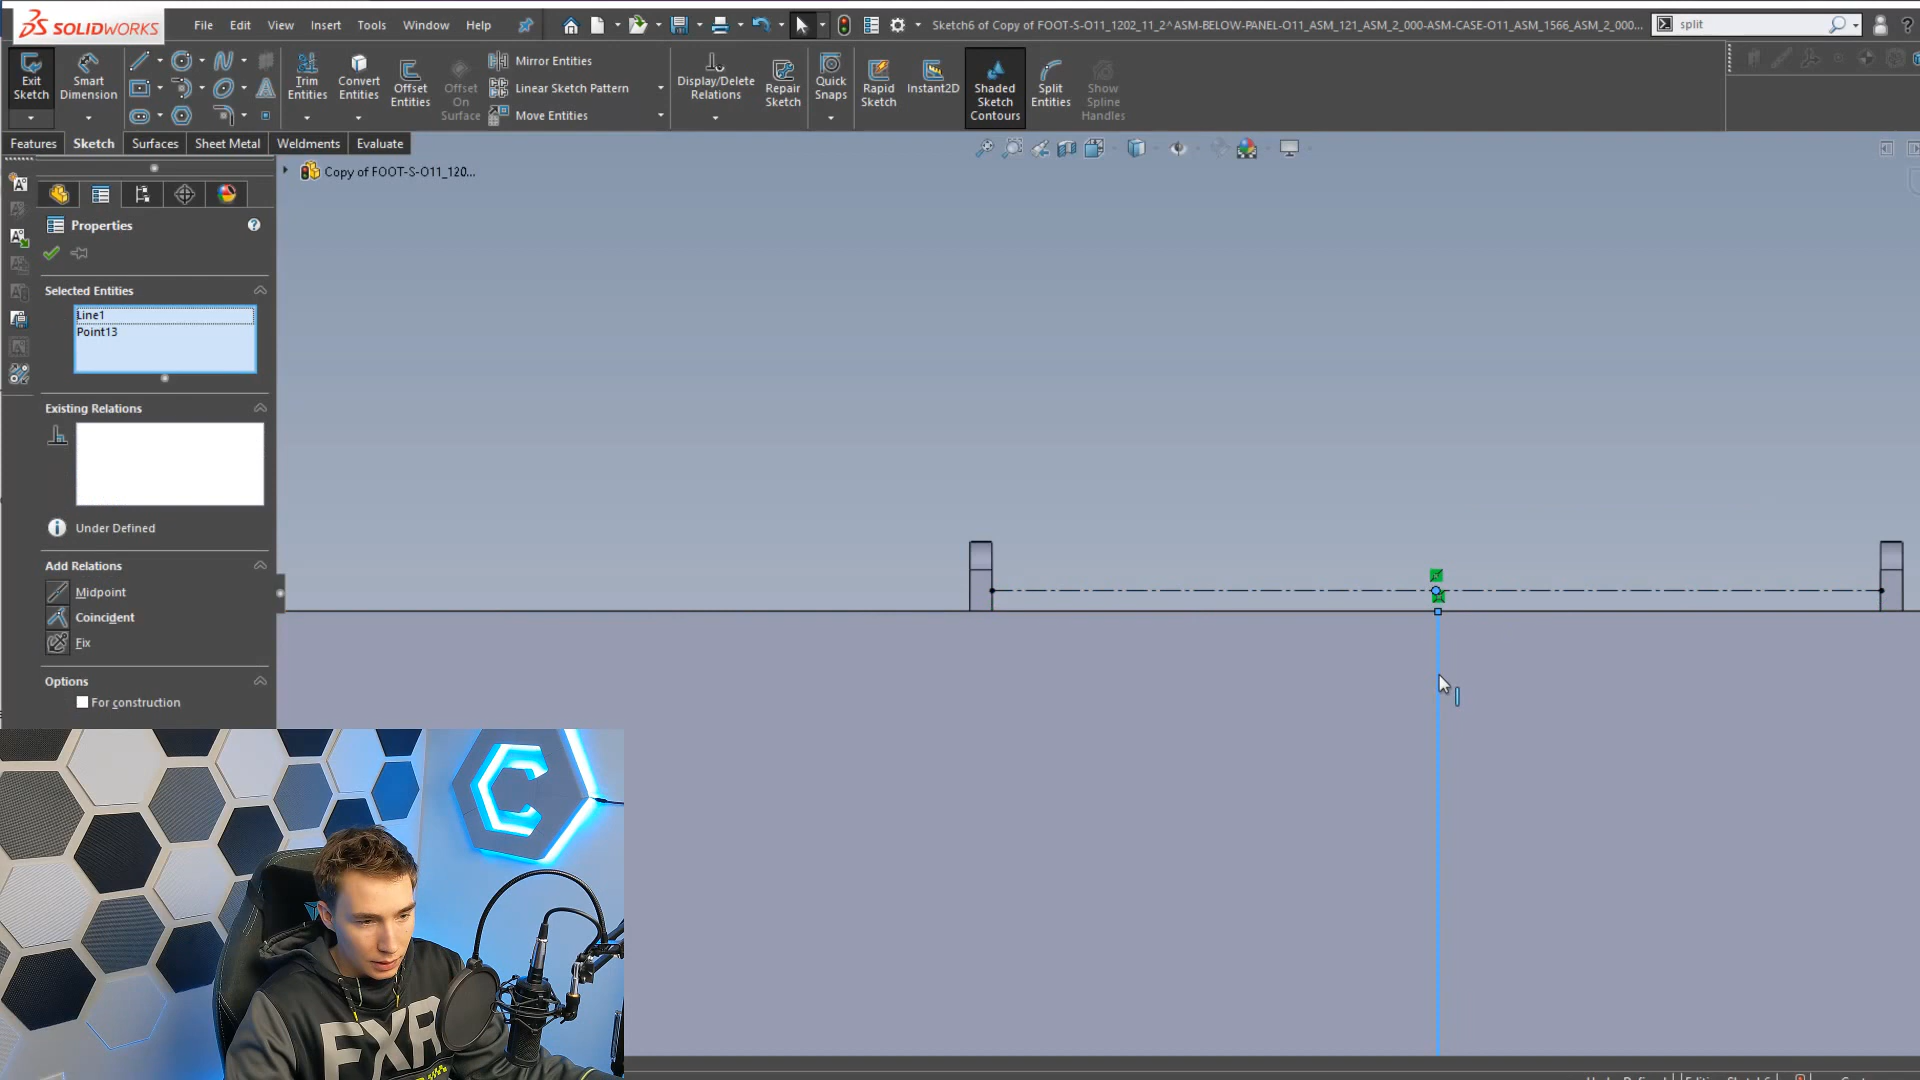 SOLIDWORKS
File Edit View Insert Tools Window Help
Sketch6 of Copy of FOOT-S-O11_1202_11_2^ASM-BELOW-PANEL-O11_ASM_121_ASM_2_000-ASM-CASE-O11_ASM_1566_ASM_2_000...
split
Exit Sketch
Smart Dimension
Trim Entities
Convert Entities
Offset Entities
Offset On Surface
Mirror Entities
Linear Sketch Pattern
Move Entities
Display/Delete Relations
Repair Sketch
Quick Snaps
Rapid Sketch
Instant2D
Shaded Sketch Contours
Split Entities
Show Spline Handles
Features Sketch Surfaces Sheet Metal Weldments Evaluate
Copy of FOOT-S-O11_120...
Properties
Selected Entities
Line1
Point13
Existing Relations
Under Defined
Add Relations
Midpoint
Coincident
Fix
Options
For construction
FXR